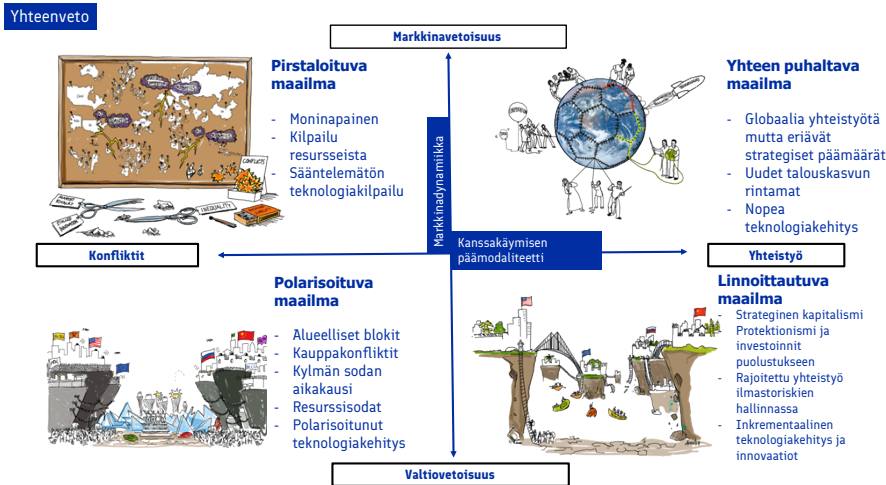 Yhteenveto
Markkinavetoisuus
Pirstaloituva
maailma
- Moninapainen
- Kilpailu
resursseista
- Sääntelemätön
teknologiakilpailu
CONFLICTS
INEQUALITY
Yhteen puhaltava
maailma
- Globaalia yhteistyötä
mutta eriävät
strategiset päämäärät
- Uudet talouskasvun
rintamat
- Nopea
teknologiakehitys
Markkinadynamiikka
Kanssakäymisen
päämodaliteetti
Konfliktit
Yhteistyö
Polarisoituva
maailma
- Alueelliset blokit
- Kauppakonfliktit
- Kylmän sodan
aikakausi
- Resurssisodat
- Polarisoitunut
teknologiakehitys
Linnoittautuva
maailma
- Strateginen kapitalismi
- Protektionismi ja
investoinnit
puolustukseen
- Rajoitettu yhteistyö
ilmastoriskien
hallinnassa
- Inkrementaalinen
teknologiakehitys ja
innovaatiot
Valtiovetoisuus